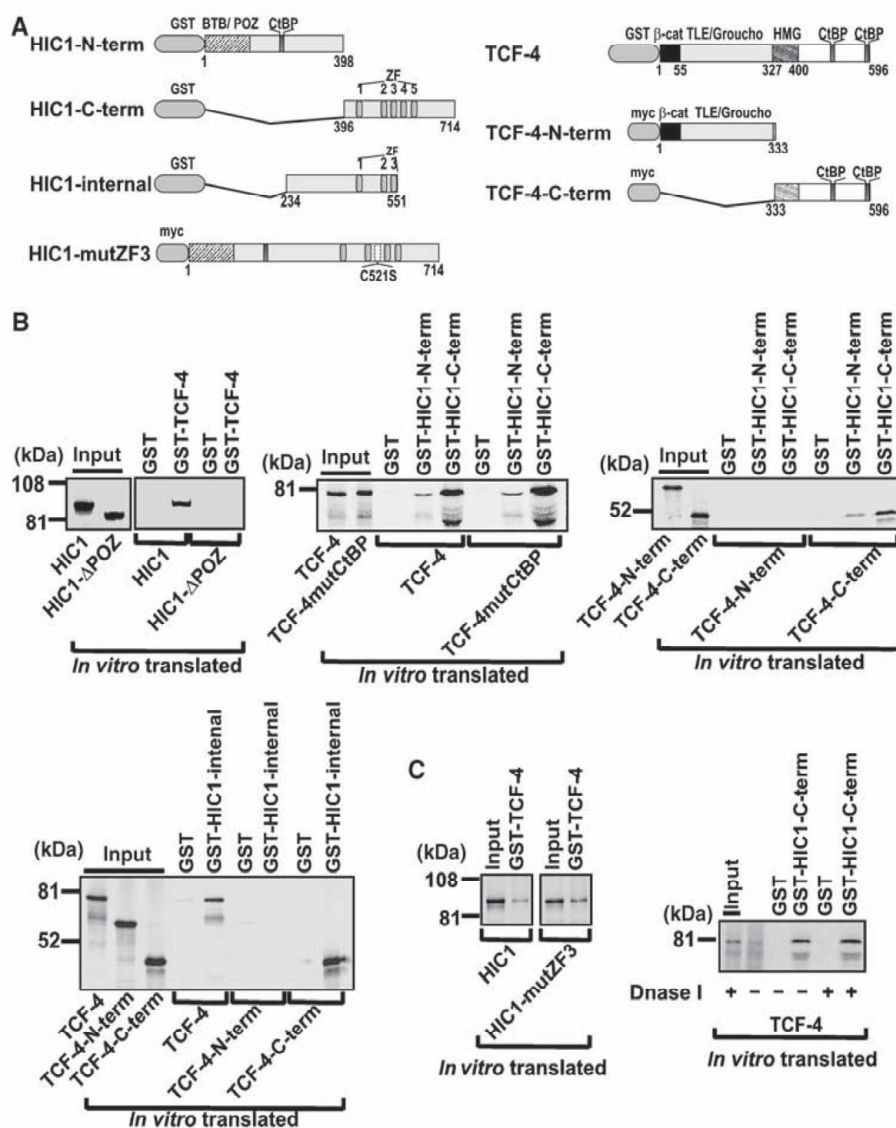 A
GST BTB/ POZ CtBP
HIC1-N-term
1 398
GST ZF
1 2 3 4 5
HIC1-C-term
396 714
GST ZF
1 2 3
HIC1-internal
234 551
myc
HIC1-mutZF3
1 714
C521S
GST β-cat TLE/Groucho HMG CtBP CtBP
TCF-4
1 55 327 400 596
myc β-cat TLE/Groucho
TCF-4-N-term
1 333
myc CtBP CtBP
TCF-4-C-term
333 596
B
GST
GST-TCF-4
GST
GST-TCF-4
(kDa) Input
108
81
HIC1
HIC1-ΔPOZ
HIC1
HIC1-ΔPOZ
In vitro translated
GST
GST-HIC1-N-term
GST-HIC1-C-term
GST
GST-HIC1-N-term
GST-HIC1-C-term
(kDa) Input
81
TCF-4
TCF-4mutCtBP
TCF-4
TCF-4mutCtBP
In vitro translated
GST
GST-HIC1-N-term
GST-HIC1-C-term
GST
GST-HIC1-N-term
GST-HIC1-C-term
(kDa) Input
52
TCF-4-N-term
TCF-4-C-term
TCF-4-N-term
TCF-4-C-term
In vitro translated
GST
GST-HIC1-intenal
GST
GST-HIC1-internal
GST
GST-HIC1-internal
(kDa) Input
81
52
TCF-4
TCF-4-N-term
TCF-4-C-term
TCF-4
TCF-4-N-term
TCF-4-C-term
In vitro translated
C
Input
GST-TCF-4
Input
GST-TCF-4
(kDa)
108
81
HIC1
HIC1-mutZF3
In vitro translated
Input
GST
GST-HIC1-C-term
GST
GST-HIC1-C-term
(kDa)
81
Dnase I + – – – + +
TCF-4
In vitro translated